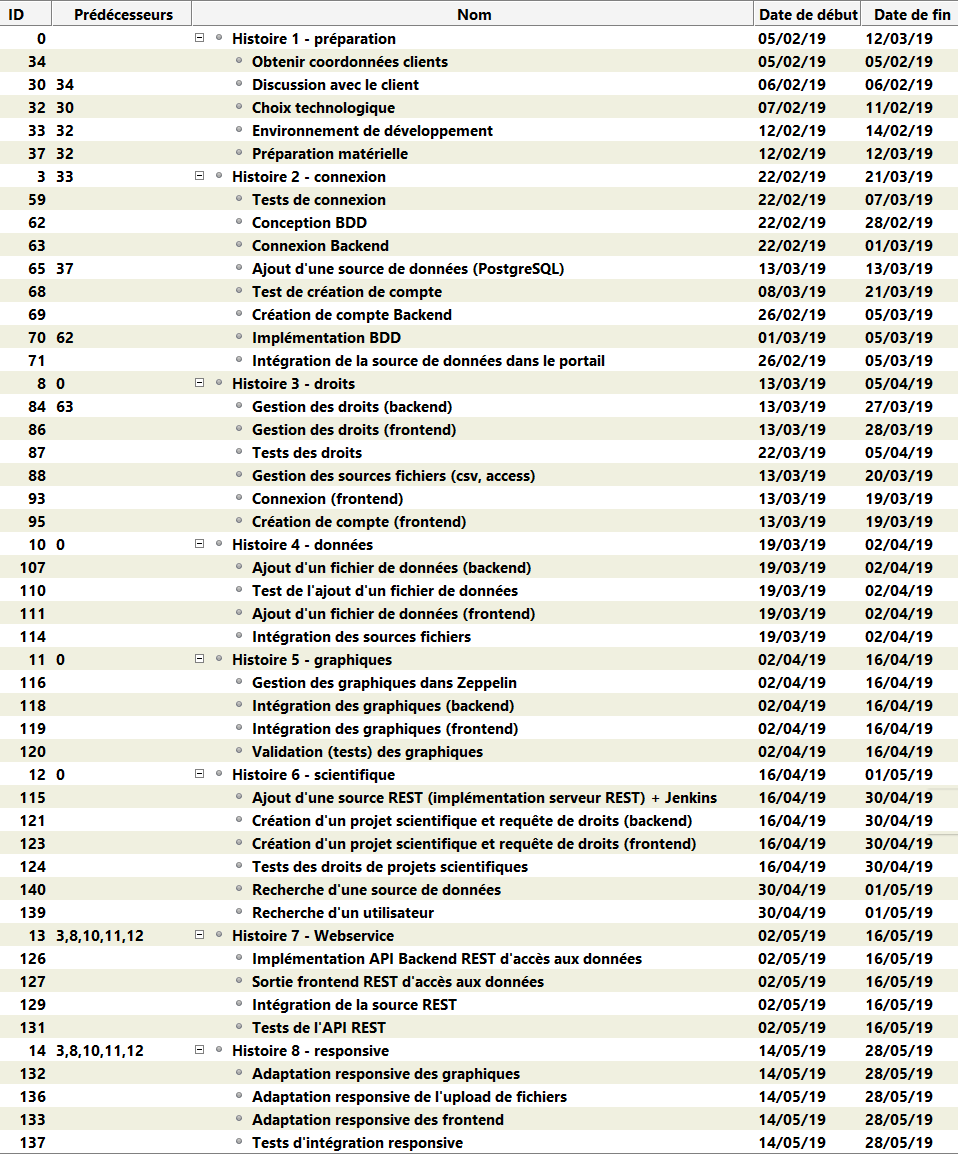 ID Prédécesseurs Nom Date de début Date de fin
0 Histoire 1 - préparation 05/02/19 12/03/19
34 Obtenir coordonnées clients 05/02/19 05/02/19
30 34 Discussion avec le client 06/02/19 06/02/19
32 30 Choix technologique 07/02/19 11/02/19
33 32 Environnement de développement 12/02/19 14/02/19
37 32 Préparation matérielle 12/02/19 12/03/19
3 33 Histoire 2 - connexion 22/02/19 21/03/19
59 Tests de connexion 22/02/19 07/03/19
62 Conception BDD 22/02/19 28/02/19
63 Connexion Backend 22/02/19 01/03/19
65 37 Ajout d'une source de données (PostgreSQL) 13/03/19 13/03/19
68 Test de création de compte 08/03/19 21/03/19
69 Création de compte Backend 26/02/19 05/03/19
70 62 Implémentation BDD 01/03/19 05/03/19
71 Intégration de la source de données dans le portail 26/02/19 05/03/19
8 0 Histoire 3 - droits 13/03/19 05/04/19
84 63 Gestion des droits (backend) 13/03/19 27/03/19
86 Gestion des droits (frontend) 13/03/19 28/03/19
87 Tests des droits 22/03/19 05/04/19
88 Gestion des sources fichiers (csv, access) 13/03/19 20/03/19
93 Connexion (frontend) 13/03/19 19/03/19
95 Création de compte (frontend) 13/03/19 19/03/19
10 0 Histoire 4 - données 19/03/19 02/04/19
107 Ajout d'un fichier de données (backend) 19/03/19 02/04/19
110 Test de l'ajout d'un fichier de données 19/03/19 02/04/19
111 Ajout d'un fichier de données (frontend) 19/03/19 02/04/19
114 Intégration des sources fichiers 19/03/19 02/04/19
11 0 Histoire 5 - graphiques 02/04/19 16/04/19
116 Gestion des graphiques dans Zeppelin 02/04/19 16/04/19
118 Intégration des graphiques (backend) 02/04/19 16/04/19
119 Intégration des graphiques (frontend) 02/04/19 16/04/19
120 Validation (tests) des graphiques 02/04/19 16/04/19
12 0 Histoire 6 - scientifique 16/04/19 01/05/19
115 Ajout d'une source REST (implémentation serveur REST) + Jenkins 16/04/19 30/04/19
121 Création d'un projet scientifique et requête de droits (backend) 16/04/19 30/04/19
123 Création d'un projet scientifique et requête de droits (frontend) 16/04/19 30/04/19
124 Tests des droits de projets scientifiques 16/04/19 30/04/19
140 Recherche d'une source de données 30/04/19 01/05/19
139 Recherche d'un utilisateur 30/04/19 01/05/19
13 3,8,10,11,12 Histoire 7 - Webservice 02/05/19 16/05/19
126 Implémentation API Backend REST d'accès aux données 02/05/19 16/05/19
127 Sortie frontend REST d'accès aux données 02/05/19 16/05/19
129 Intégration de la source REST 02/05/19 16/05/19
131 Tests de l'API REST 02/05/19 16/05/19
14 3,8,10,11,12 Histoire 8 - responsive 14/05/19 28/05/19
132 Adaptation responsive des graphiques 14/05/19 28/05/19
136 Adaptation responsive de l'upload de fichiers 14/05/19 28/05/19
133 Adaptation responsive des frontend 14/05/19 28/05/19
137 Tests d'intégration responsive 14/05/19 28/05/19